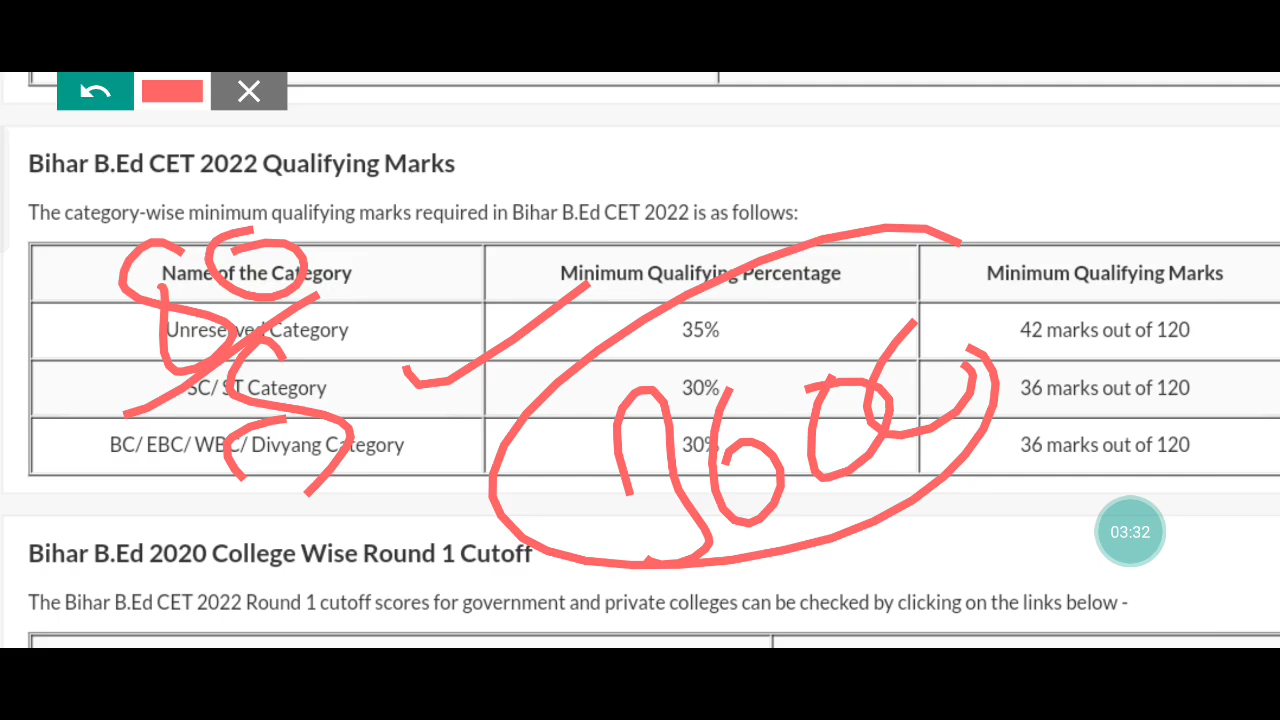 Bihar B.Ed CET 2022 Qualifying Marks
The category-wise minimum qualifying marks required in Bihar B.Ed CET 2022 is as follows:
Name of the Category Minimum Qualifying Percentage Minimum Qualifying Marks
Unreserved Category 35% 42 marks out of 120
SC/ ST Category 30% 36 marks out of 120
BC/ EBC/ WBC/ Divyang Category 30% 36 marks out of 120
03:32
Bihar B.Ed 2020 College Wise Round 1 Cutoff
The Bihar B.Ed CET 2022 Round 1 cutoff scores for government and private colleges can be checked by clicking on the links below -